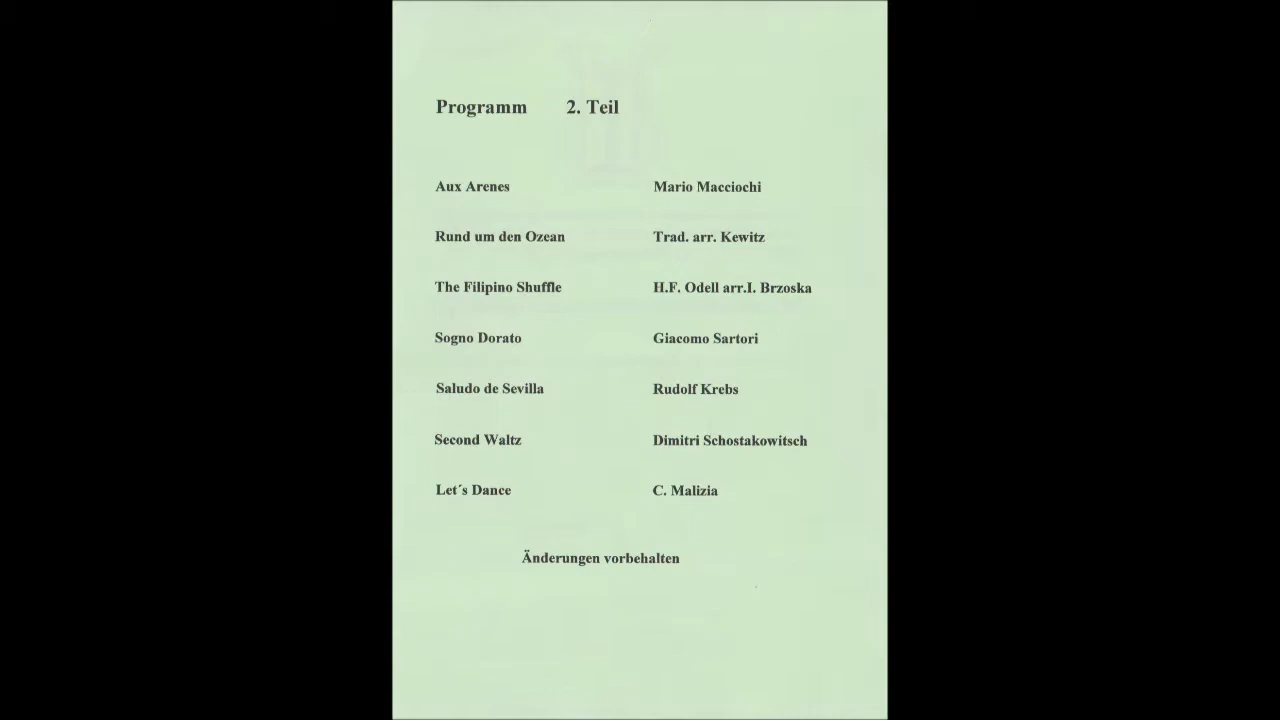 Programm 2. Teil
Aux Arenes Mario Macciochi
Rund um den Ozean Trad. arr. Kewitz
The Filipino Shuffle H.F. Odell arr.I. Brzoska
Sogno Dorato Giacomo Sartori
Saludo de Sevilla Rudolf Krebs
Second Waltz Dimitri Schostakowitsch
Let´s Dance C. Malizia
Änderungen vorbehalten